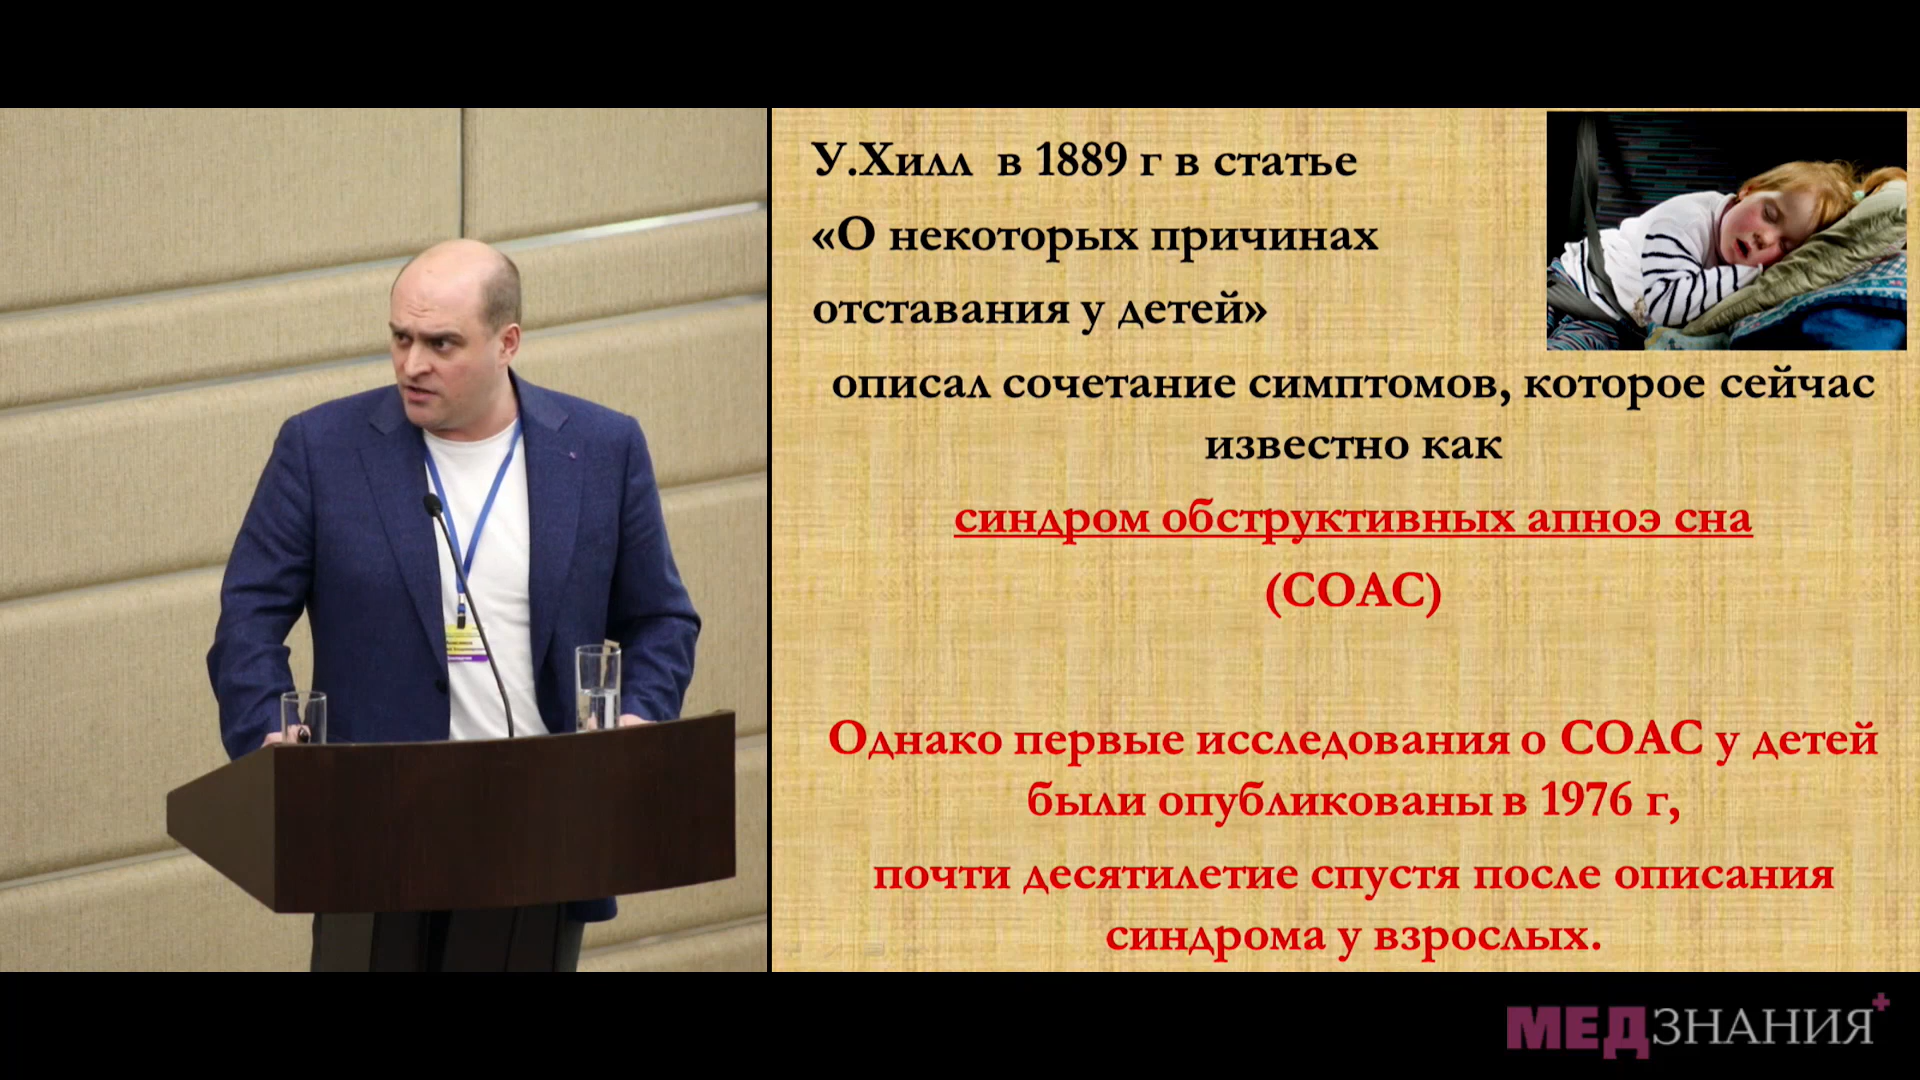 У.Хилл в 1889 г в статье
«О некоторых причинах
отставания у детей»
описал сочетание симптомов, которое сейчас
известно как
синдром обструктивных апноэ сна
(СОАС)
Однако первые исследования о СОАС у детей
были опубликованы в 1976 г,
почти десятилетие спустя после описания
синдрома у взрослых.
МЕДЗНАНИЯ+